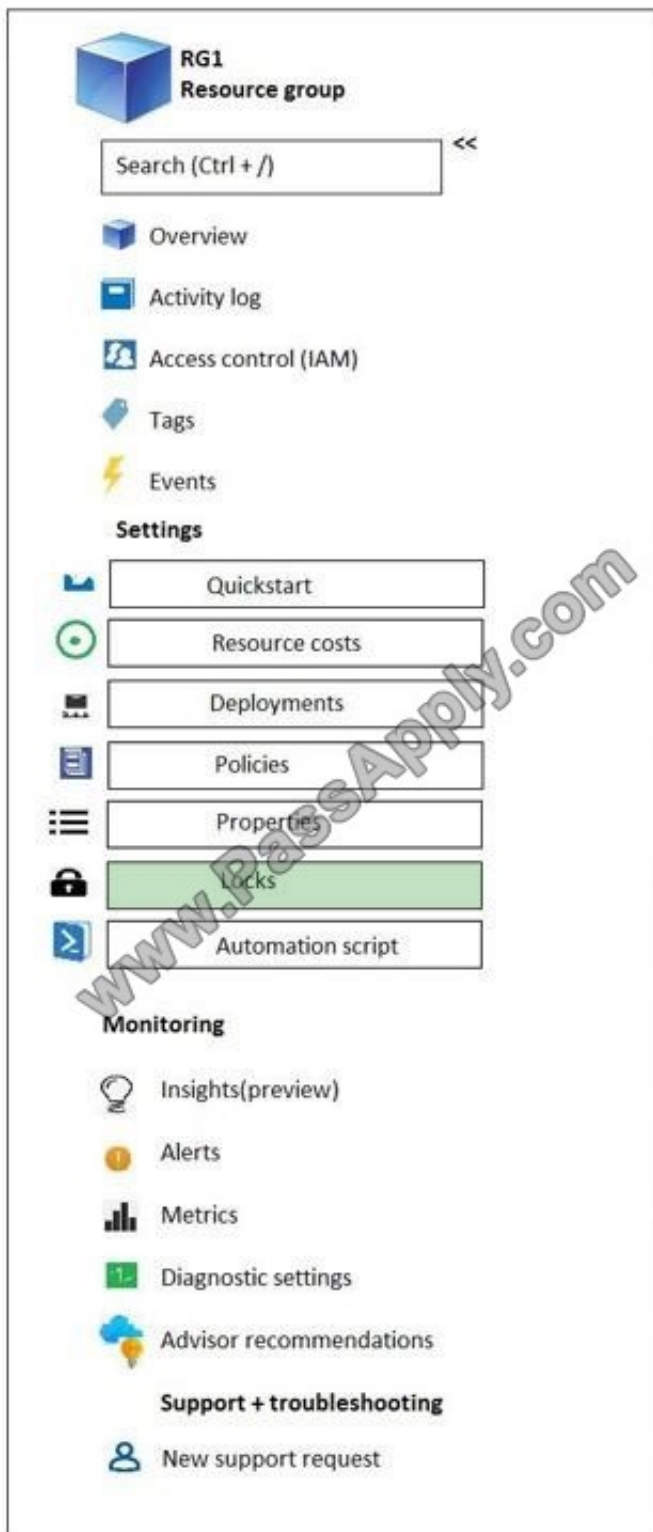 RG1
Resource group
Search (Ctrl + /)
<<
Overview
Activity log
Access control (IAM)
Tags
Events
Settings
Quickstart
Resource costs
Deployments
Policies
Properties
Locks
Automation script
www.PassApply.com
Monitoring
Insights(preview)
Alerts
Metrics
Diagnostic settings
Advisor recommendations
Support + troubleshooting
New support request